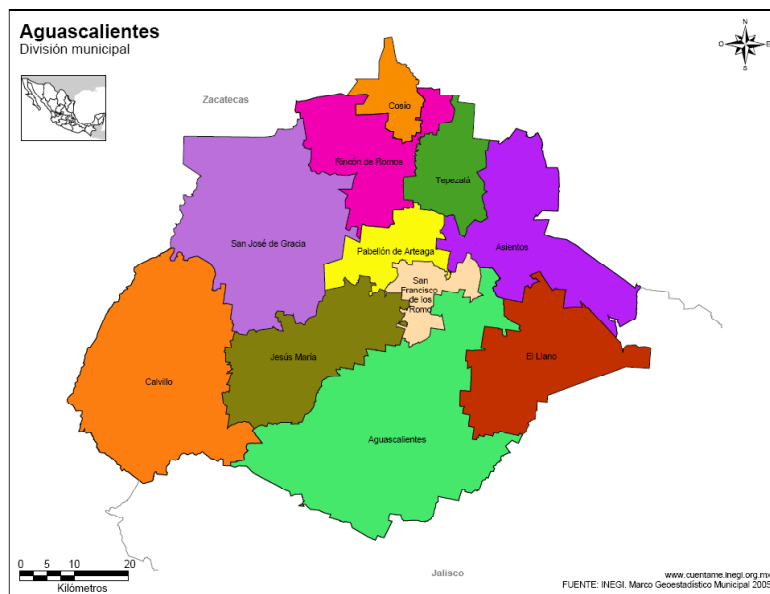 Aguascalientes
División municipal
N
O
E
S
Zacatecas
Cosío
Rincón de Romos
Tepezalá
San José de Gracia
Pabellón de Arteaga
Asientos
San
Francisco
de los
Romo
Jesús María
El Llano
Calvillo
Aguascalientes
0 5 10 20
Kilómetros
Jalisco
www.cuentame.inegi.org.mx
FUENTE: INEGI. Marco Geoestadístico Municipal 2005